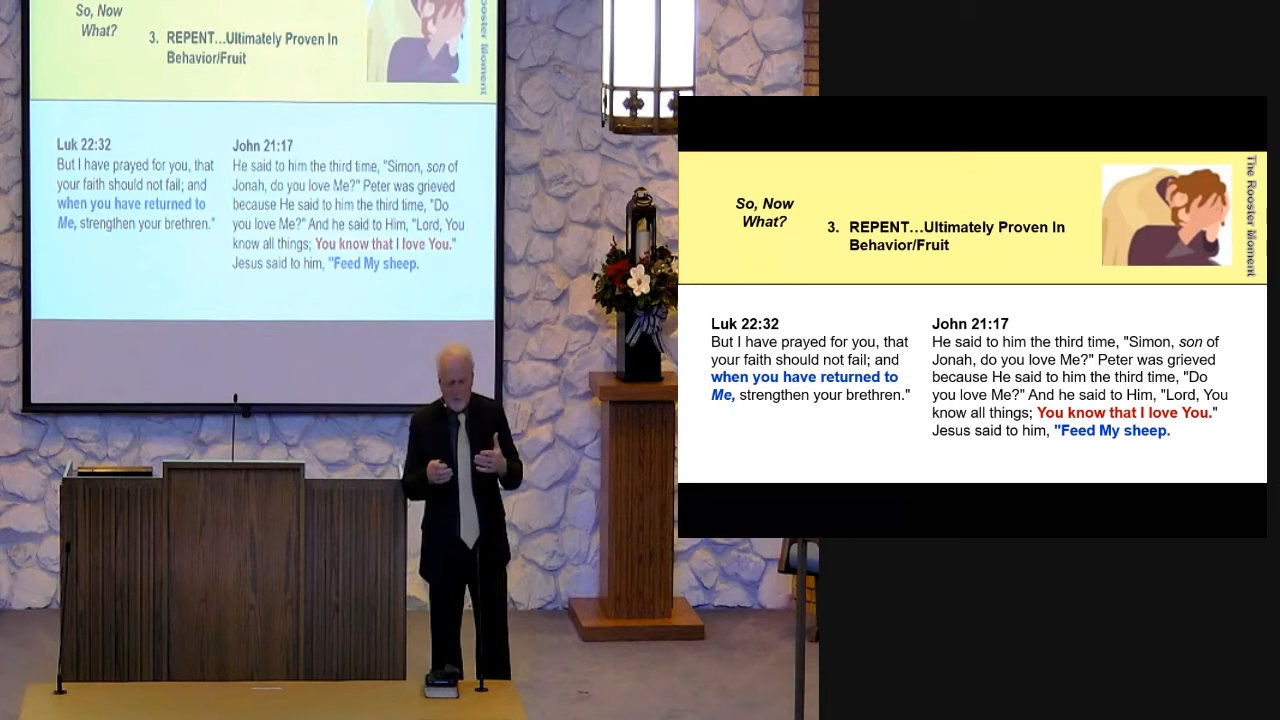 So, Now
What?
3. REPENT...Ultimately Proven In
Behavior/Fruit
ooster Moment
Luk 22:32
But I have prayed for you, that
your faith should not fail; and
when you have returned to
Me, strengthen your brethren."
John 21:17
He said to him the third time, "Simon, son of
Jonah, do you love Me?" Peter was grieved
because He said to him the third time, "Do
you love Me?" And he said to Him, "Lord, You
know all things; You know that I love You."
Jesus said to him, "Feed My sheep.
So, Now
What?
3. REPENT...Ultimately Proven In
Behavior/Fruit
The Rooster Moment
Luk 22:32
But I have prayed for you, that
your faith should not fail; and
when you have returned to
Me, strengthen your brethren."
John 21:17
He said to him the third time, "Simon, son of
Jonah, do you love Me?" Peter was grieved
because He said to him the third time, "Do
you love Me?" And he said to Him, "Lord, You
know all things; You know that I love You."
Jesus said to him, "Feed My sheep.